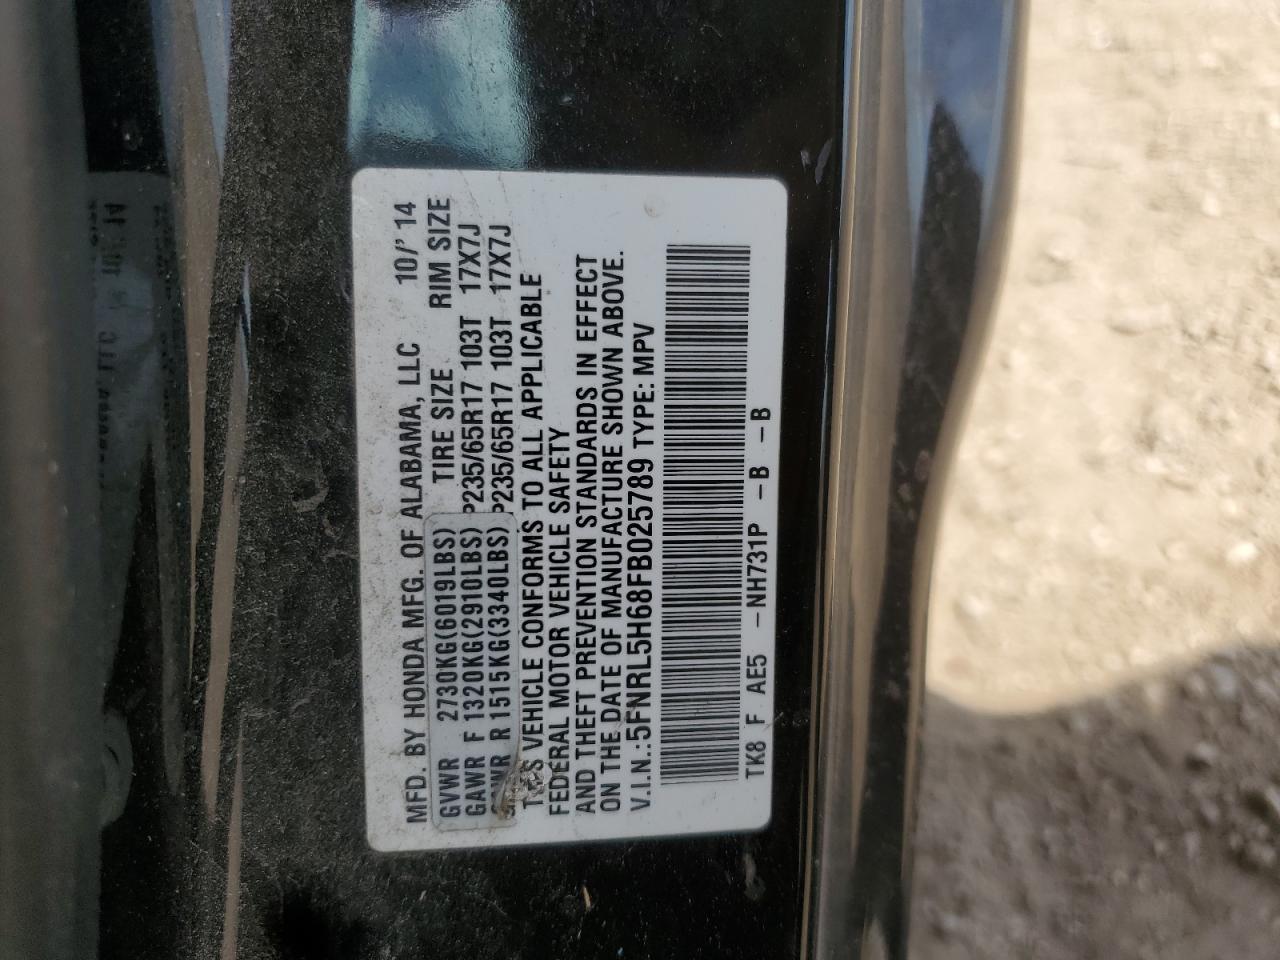 MFD. BY HONDA MFG. OF ALABAMA, LLC 10/'14
GVWR 2730KG(6019LBS) TIRE SIZE RIM SIZE
GAWR F 1320KG(2910LBS) P235/65R17 103T 17X7J
GAWR R 1515KG(3340LBS) P235/65R17 103T 17X7J
THIS VEHICLE CONFORMS TO ALL APPLICABLE
FEDERAL MOTOR VEHICLE SAFETY
AND THEFT PREVENTION STANDARDS IN EFFECT
ON THE DATE OF MANUFACTURE SHOWN ABOVE.
V.I.N.:5FNRL5H68FB025789 TYPE: MPV
TK8 F AE5 -NH731P -B -B